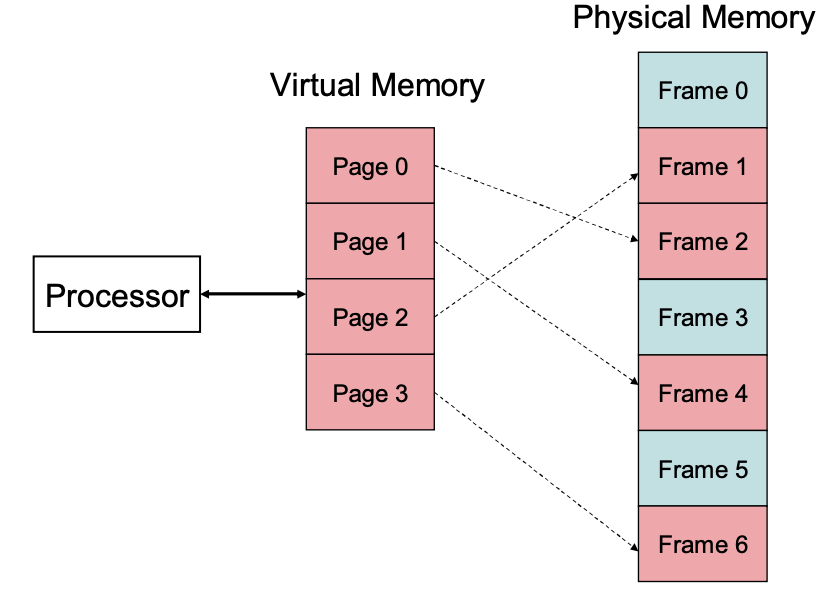 Physical Memory
Virtual Memory
Processor
Page 0
Page 1
Page 2
Page 3
Frame 0
Frame 1
Frame 2
Frame 3
Frame 4
Frame 5
Frame 6